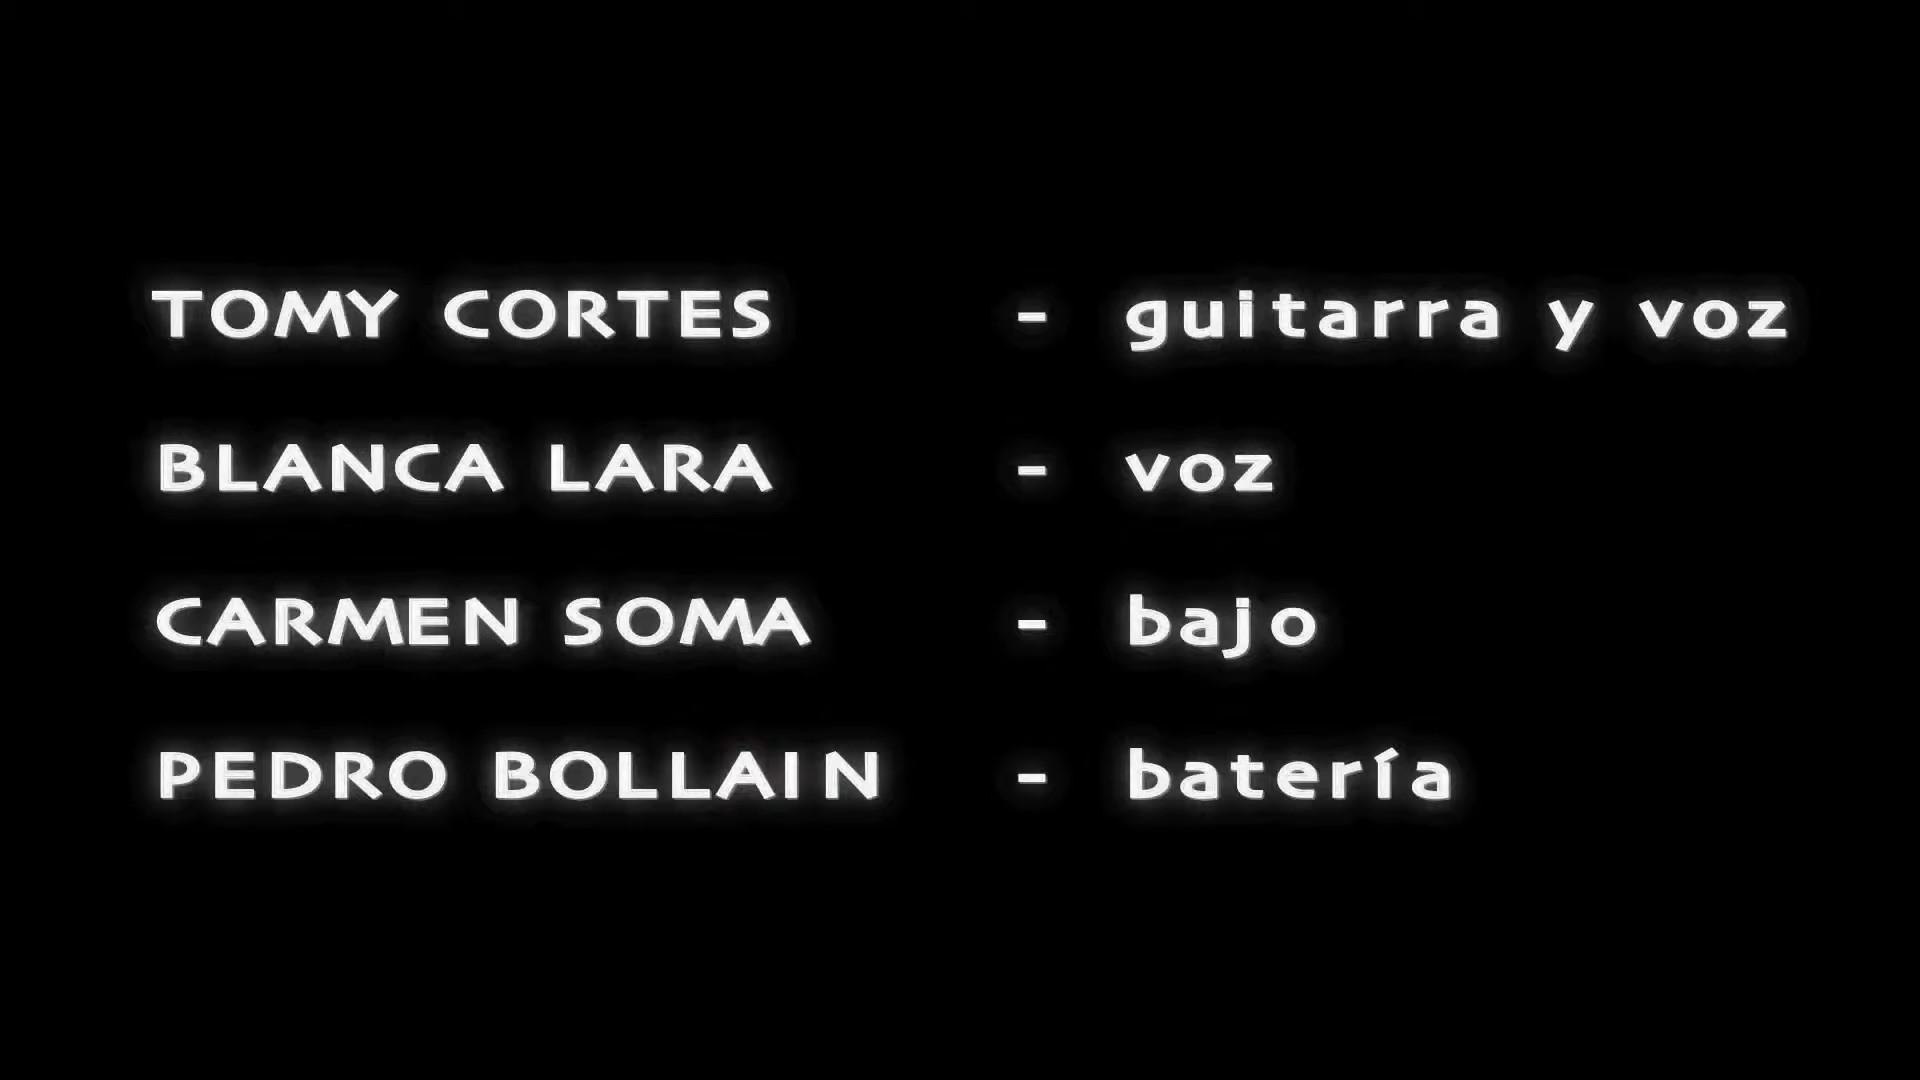 TOMY CORTES - guitarra y voz
BLANCA LARA - voz
CARMEN SOMA - bajo
PEDRO BOLLAIN - batería